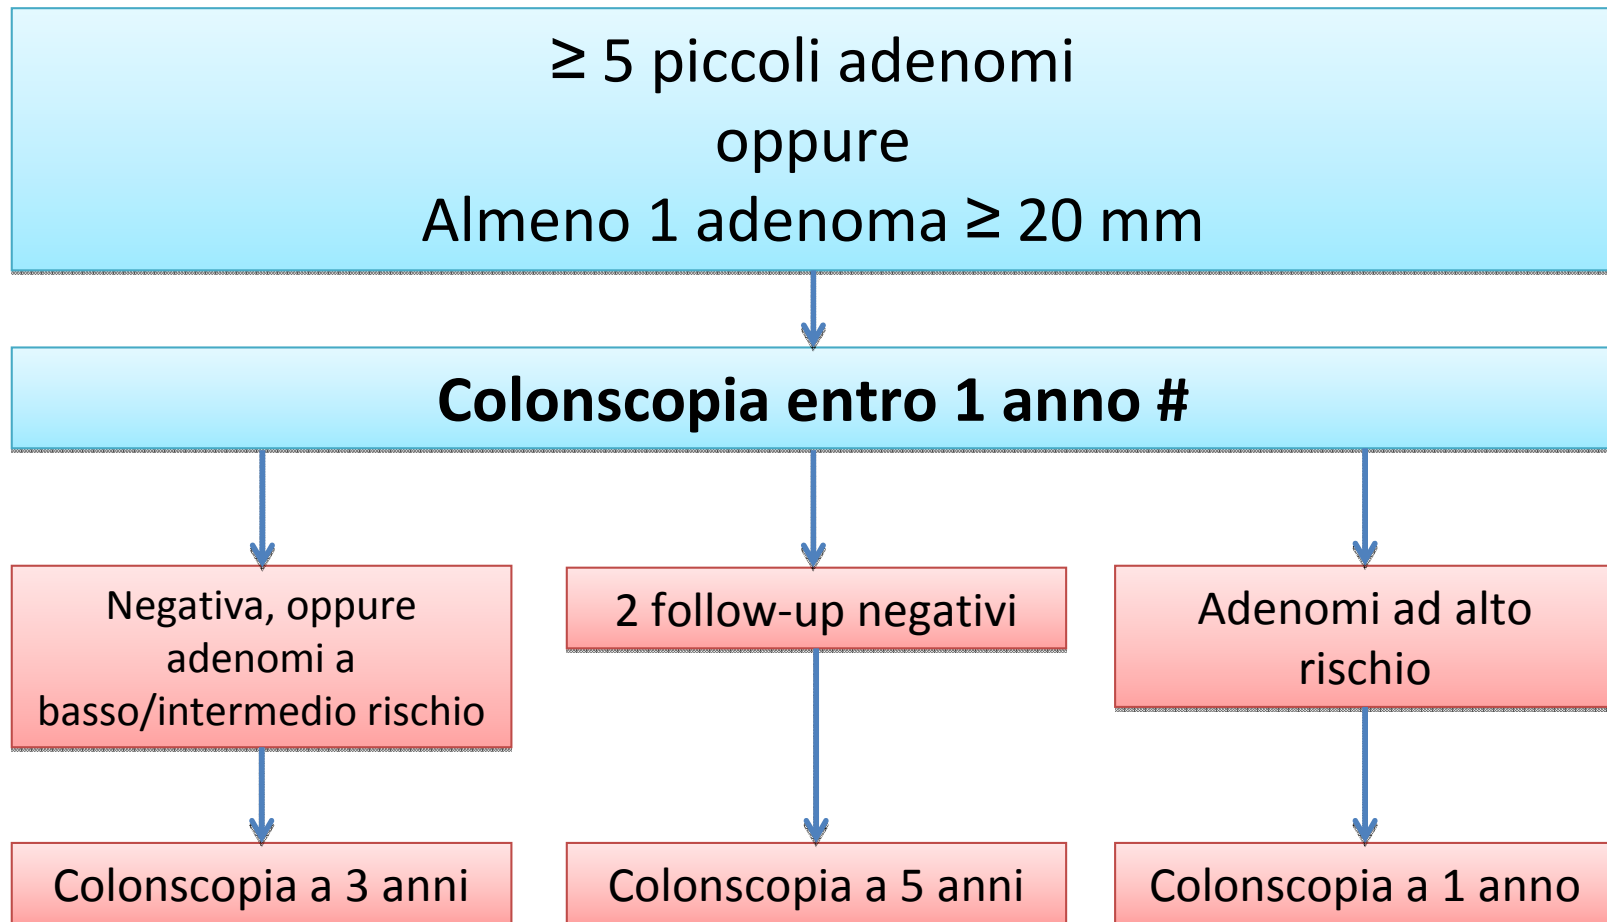 ≥ 5 piccoli adenomi
oppure
Almeno 1 adenoma ≥ 20 mm
Colonscopia entro 1 anno #
Negativa, oppure
adenomi a
basso/intermedio rischio
2 follow-up negativi
Adenomi ad alto
rischio
Colonscopia a 3 anni
Colonscopia a 5 anni
Colonscopia a 1 anno